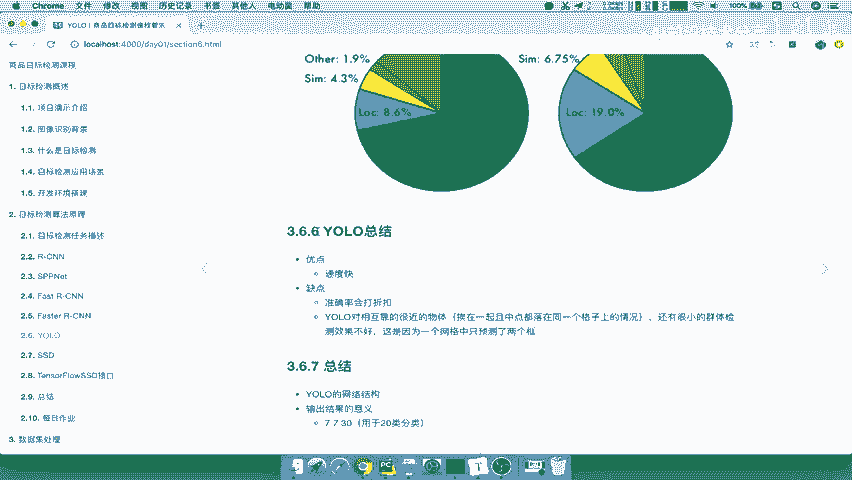 Chrome 文件 修改 视图 历史记录 书签 其他人 电动窗 帮助
100%
YOLO | 商品目标检测
localhost:4000/day01/section6.html
商品目标检测课程
1. 目标检测概述
1.1. 项目演示介绍
1.2. 图像识别背景
1.3. 什么是目标检测
1.4. 目标检测应用场景
1.5. 开发环境搭建
2. 目标检测算法原理
2.1. 目标检测任务描述
2.2. R-CNN
2.3. SPPNet
2.4. Fast R-CNN
2.5. Faster R-CNN
2.6. YOLO
2.7. SSD
2.8. TensorFlowSSD接口
2.9. 总结
2.10. 每日作业
3. 数据集处理
Other: 1.9%
Sim: 4.3%
Loc: 8.6%
Sim: 6.75%
Loc: 19.0%
3.6.6 YOLO总结
优点
速度快
缺点
准确率会打折扣
YOLO对相互靠的很近的物体（挨在一起且中点都落在同一个格子上的情况），还有很小的群体检
测效果不好，这是因为一个网格中只预测了两个框
3.6.7 总结
YOLO的网络结构
输出结果的意义
7 7 30（用于20类分类）